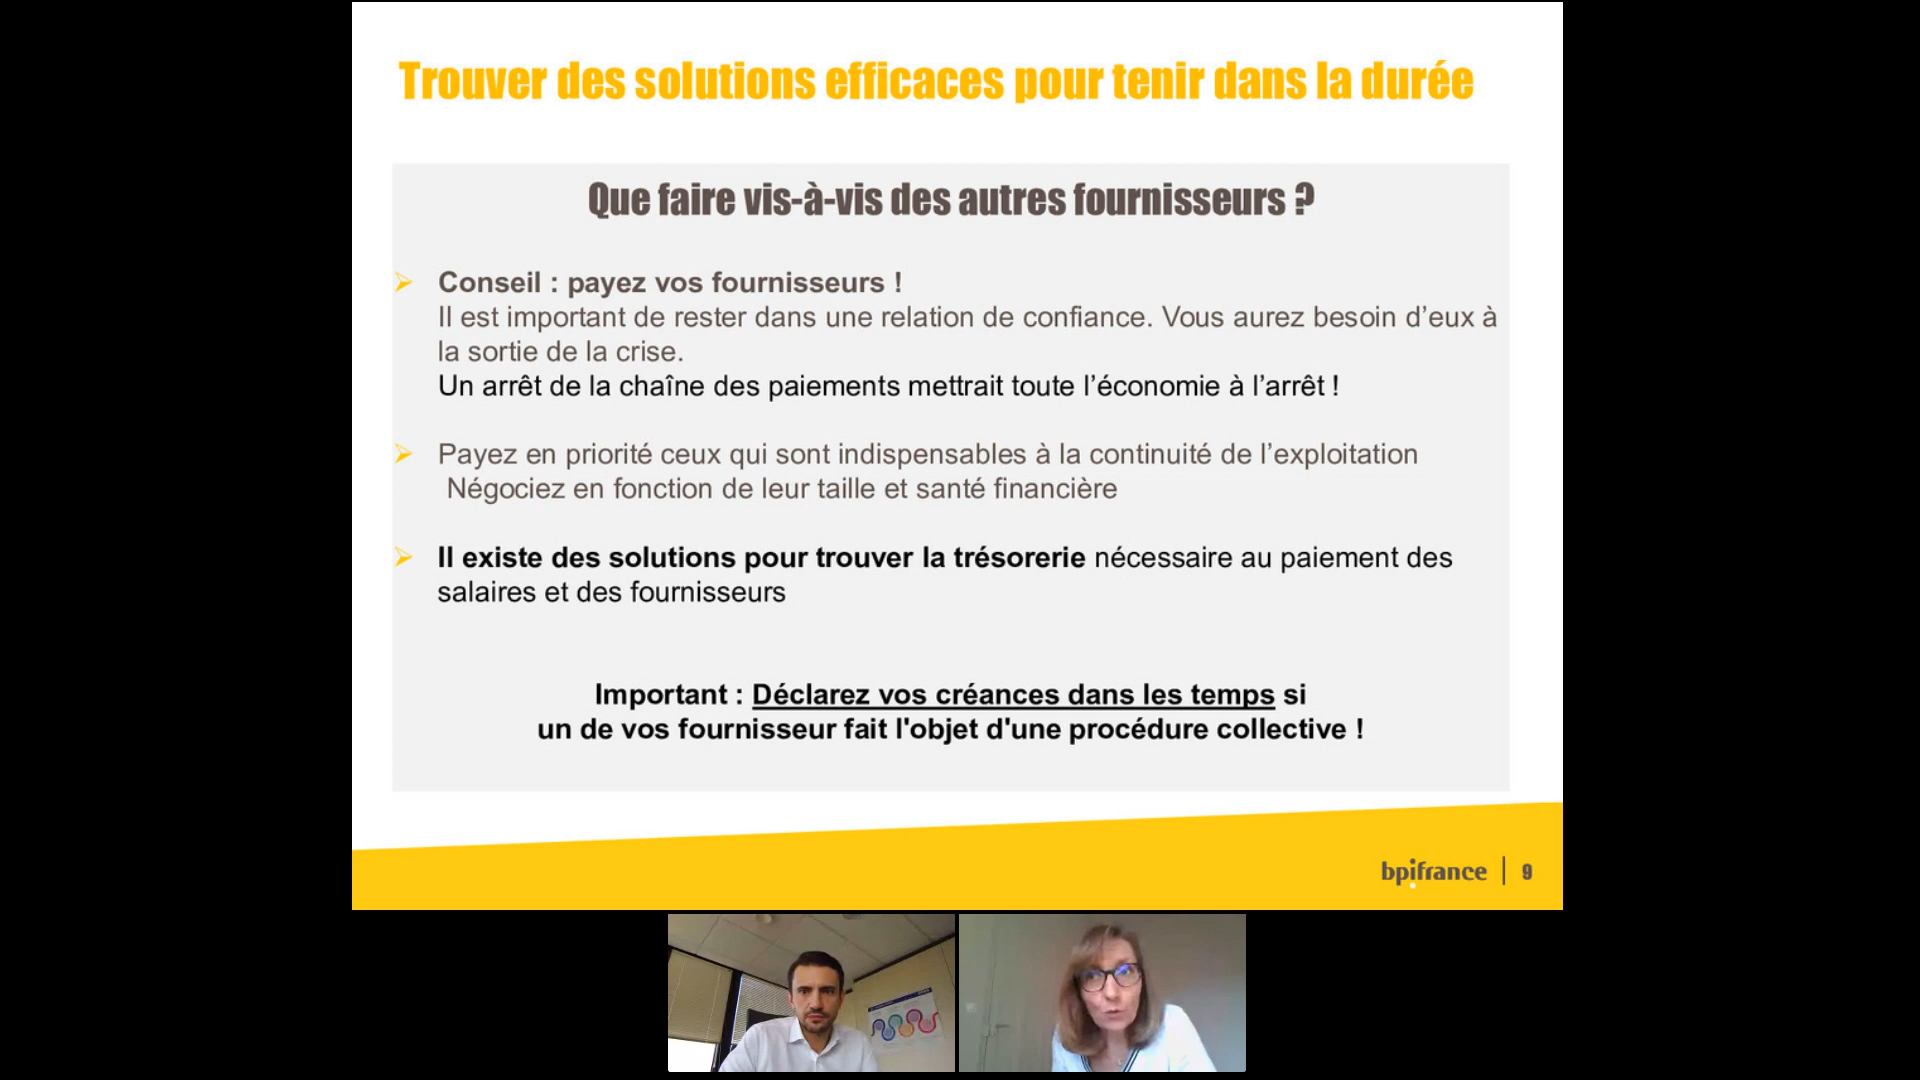 Trouver des solutions efficaces pour tenir dans la durée
Que faire vis-à-vis des autres fournisseurs ?
Conseil : payez vos fournisseurs !
Il est important de rester dans une relation de confiance. Vous aurez besoin d’eux à
la sortie de la crise.
Un arrêt de la chaîne des paiements mettrait toute l’économie à l’arrêt !
Payez en priorité ceux qui sont indispensables à la continuité de l’exploitation
Négociez en fonction de leur taille et santé financière
Il existe des solutions pour trouver la trésorerie nécessaire au paiement des
salaires et des fournisseurs
Important : Déclarez vos créances dans les temps si
un de vos fournisseur fait l'objet d'une procédure collective !
bpifrance | 9